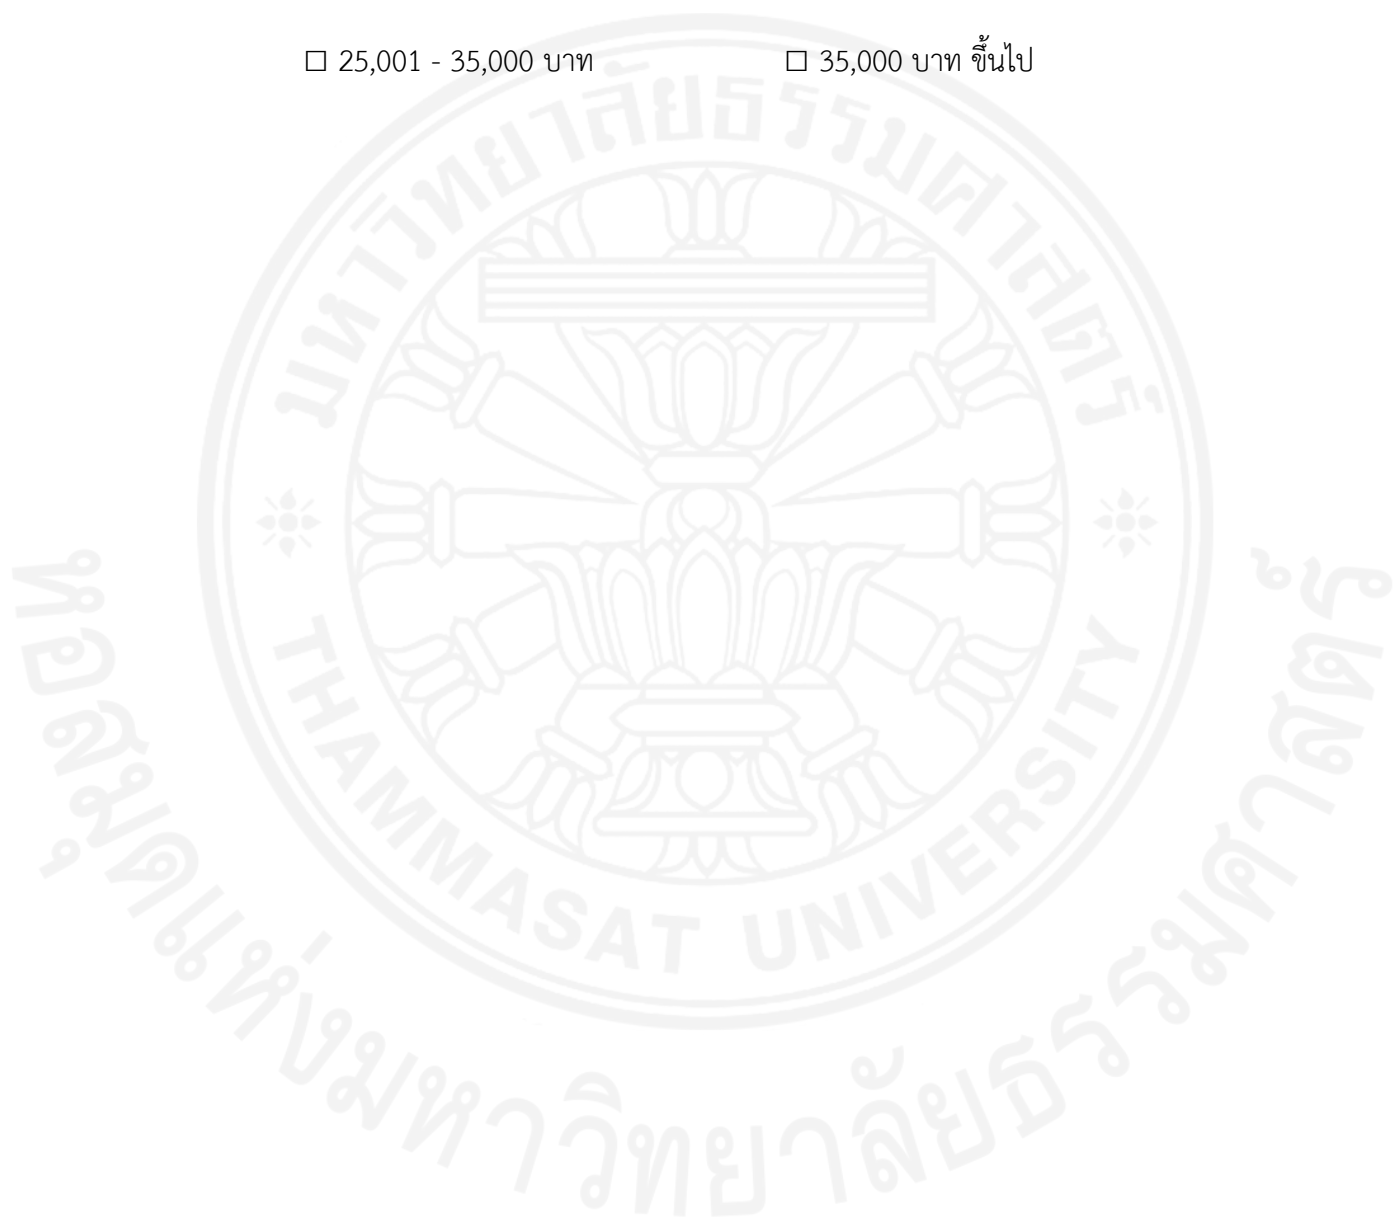 ☐ 25,001 - 35,000 บาท ☐ 35,000 บาท ขึ้นไป
มหาวิทยาลัยธรรมศาสตร์
THAMMASAT UNIVERSITY
หอสมุดแห่งมหาวิทยาลัยธรรมศาสตร์